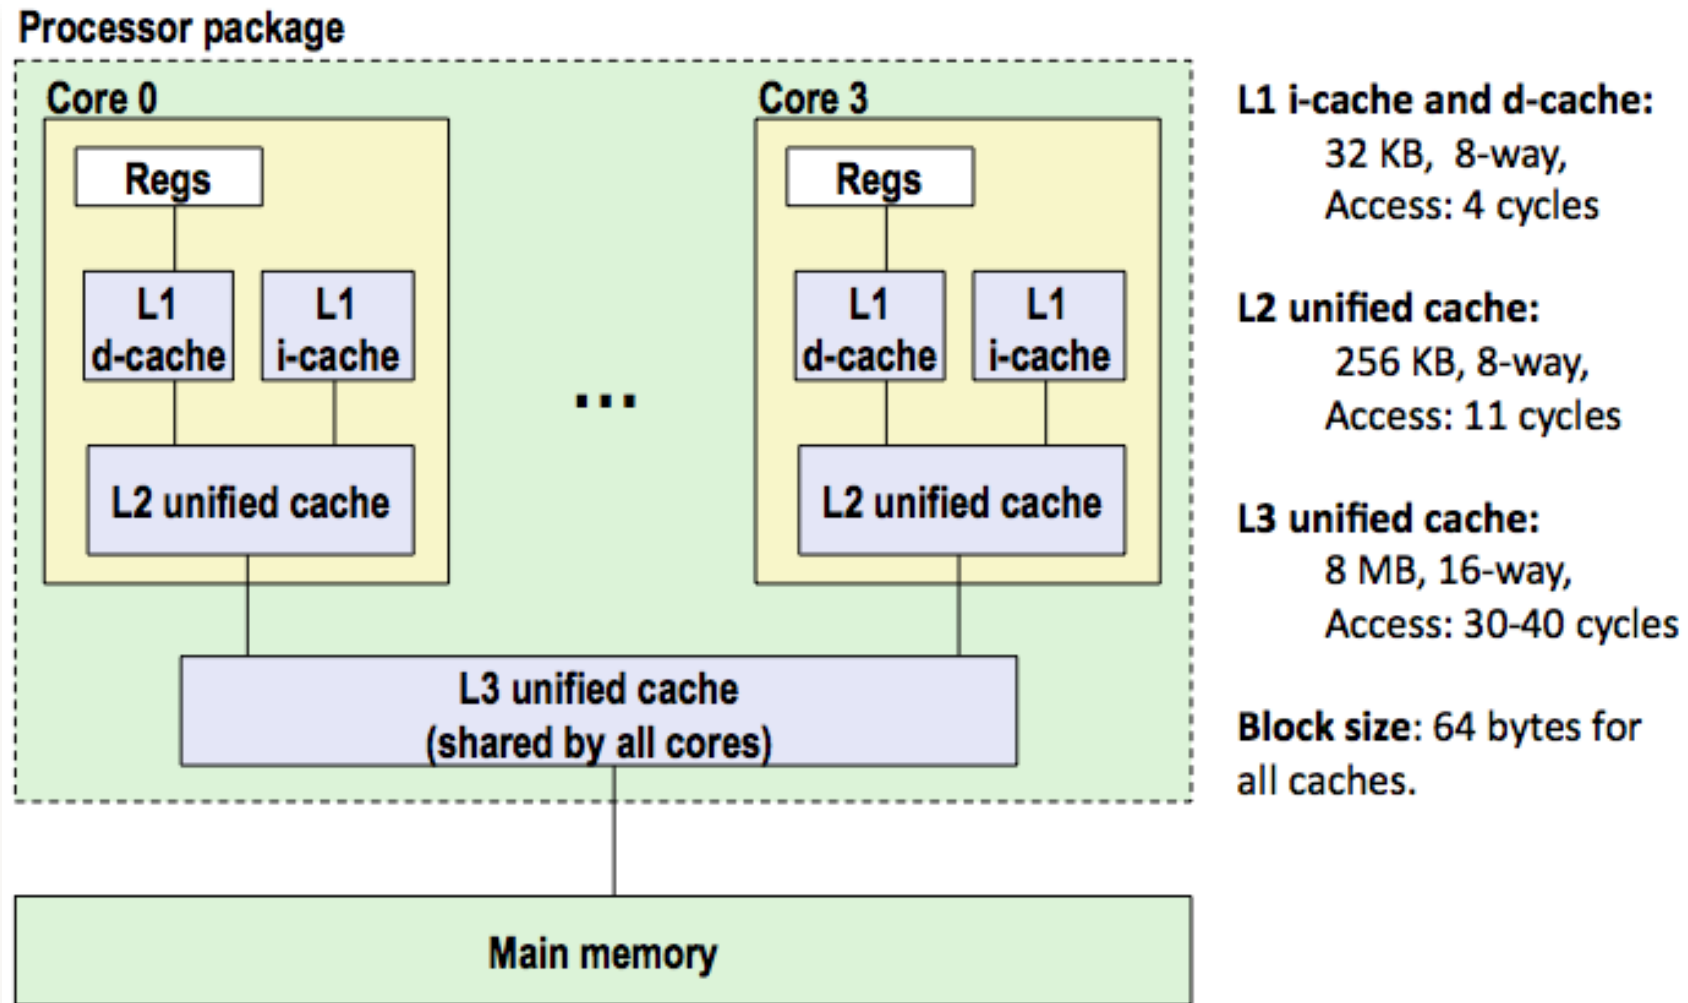 Processor package
Core 0
Regs
L1
d-cache
L1
i-cache
L2 unified cache
...
Core 3
Regs
L1
d-cache
L1
i-cache
L2 unified cache
L3 unified cache
(shared by all cores)
Main memory
L1 i-cache and d-cache:
32 KB, 8-way,
Access: 4 cycles
L2 unified cache:
256 KB, 8-way,
Access: 11 cycles
L3 unified cache:
8 MB, 16-way,
Access: 30-40 cycles
Block size: 64 bytes for
all caches.